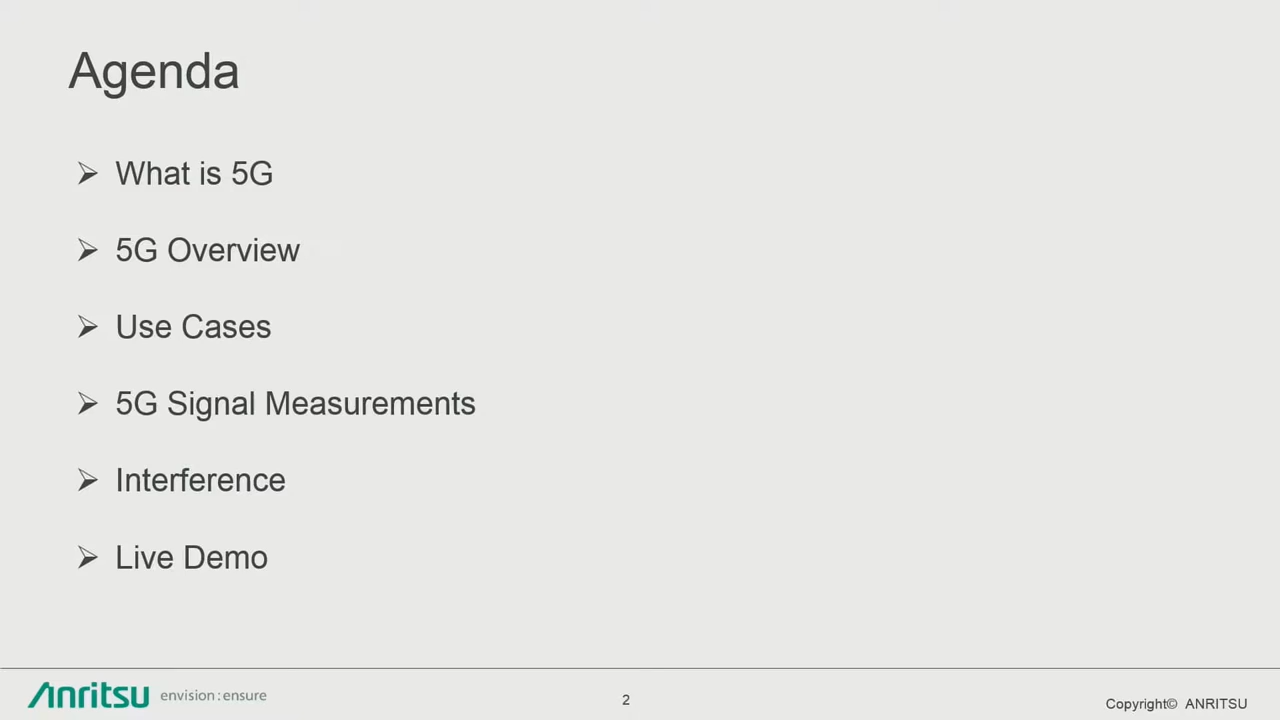 Agenda
➢ What is 5G
➢ 5G Overview
➢ Use Cases
➢ 5G Signal Measurements
➢ Interference
➢ Live Demo
Anritsu envision : ensure
2
Copyright© ANRITSU